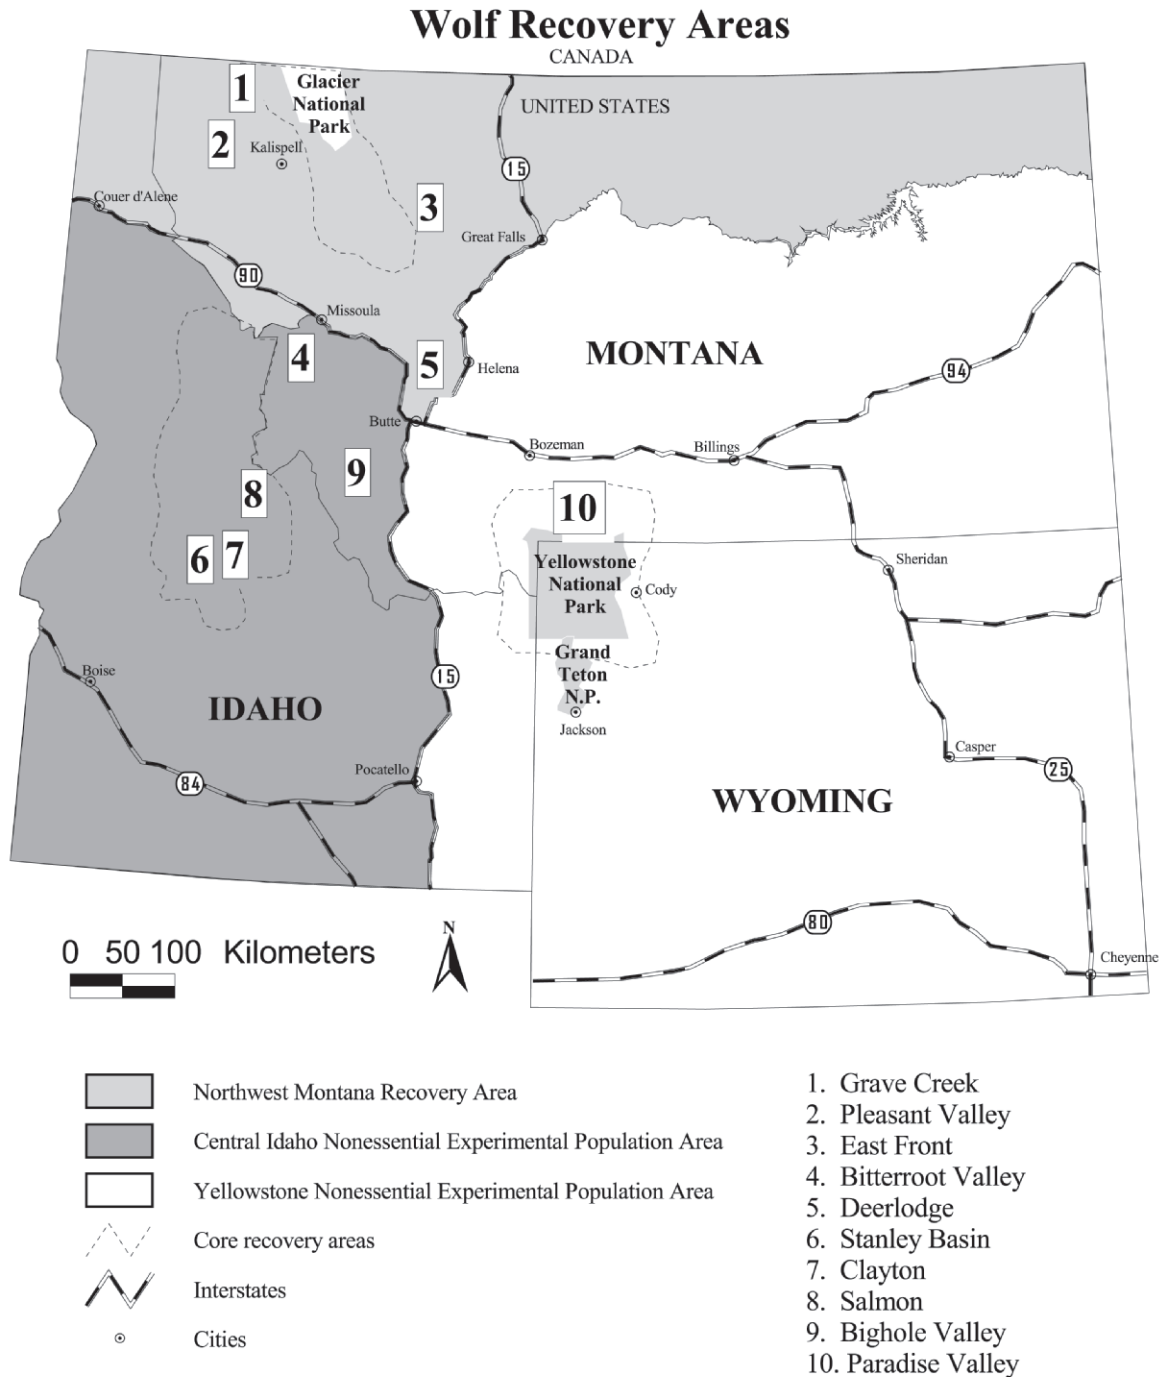 Wolf Recovery Areas
CANADA
UNITED STATES
1
Glacier
National
Park
2
Kalispell
15
Couer d'Alene
3
Great Falls
90
Missoula
4
5
Helena
MONTANA
94
Butte
Bozeman
Billings
9
8
10
6
7
Yellowstone
National
Park
Cody
Sheridan
Grand
Teton
N.P.
Jackson
Boise
15
IDAHO
Pocatello
84
Casper
25
WYOMING
80
Cheyenne
N
0 50 100 Kilometers
Northwest Montana Recovery Area
Central Idaho Nonessential Experimental Population Area
Yellowstone Nonessential Experimental Population Area
Core recovery areas
Interstates
Cities
1. Grave Creek
2. Pleasant Valley
3. East Front
4. Bitterroot Valley
5. Deerlodge
6. Stanley Basin
7. Clayton
8. Salmon
9. Bighole Valley
10. Paradise Valley